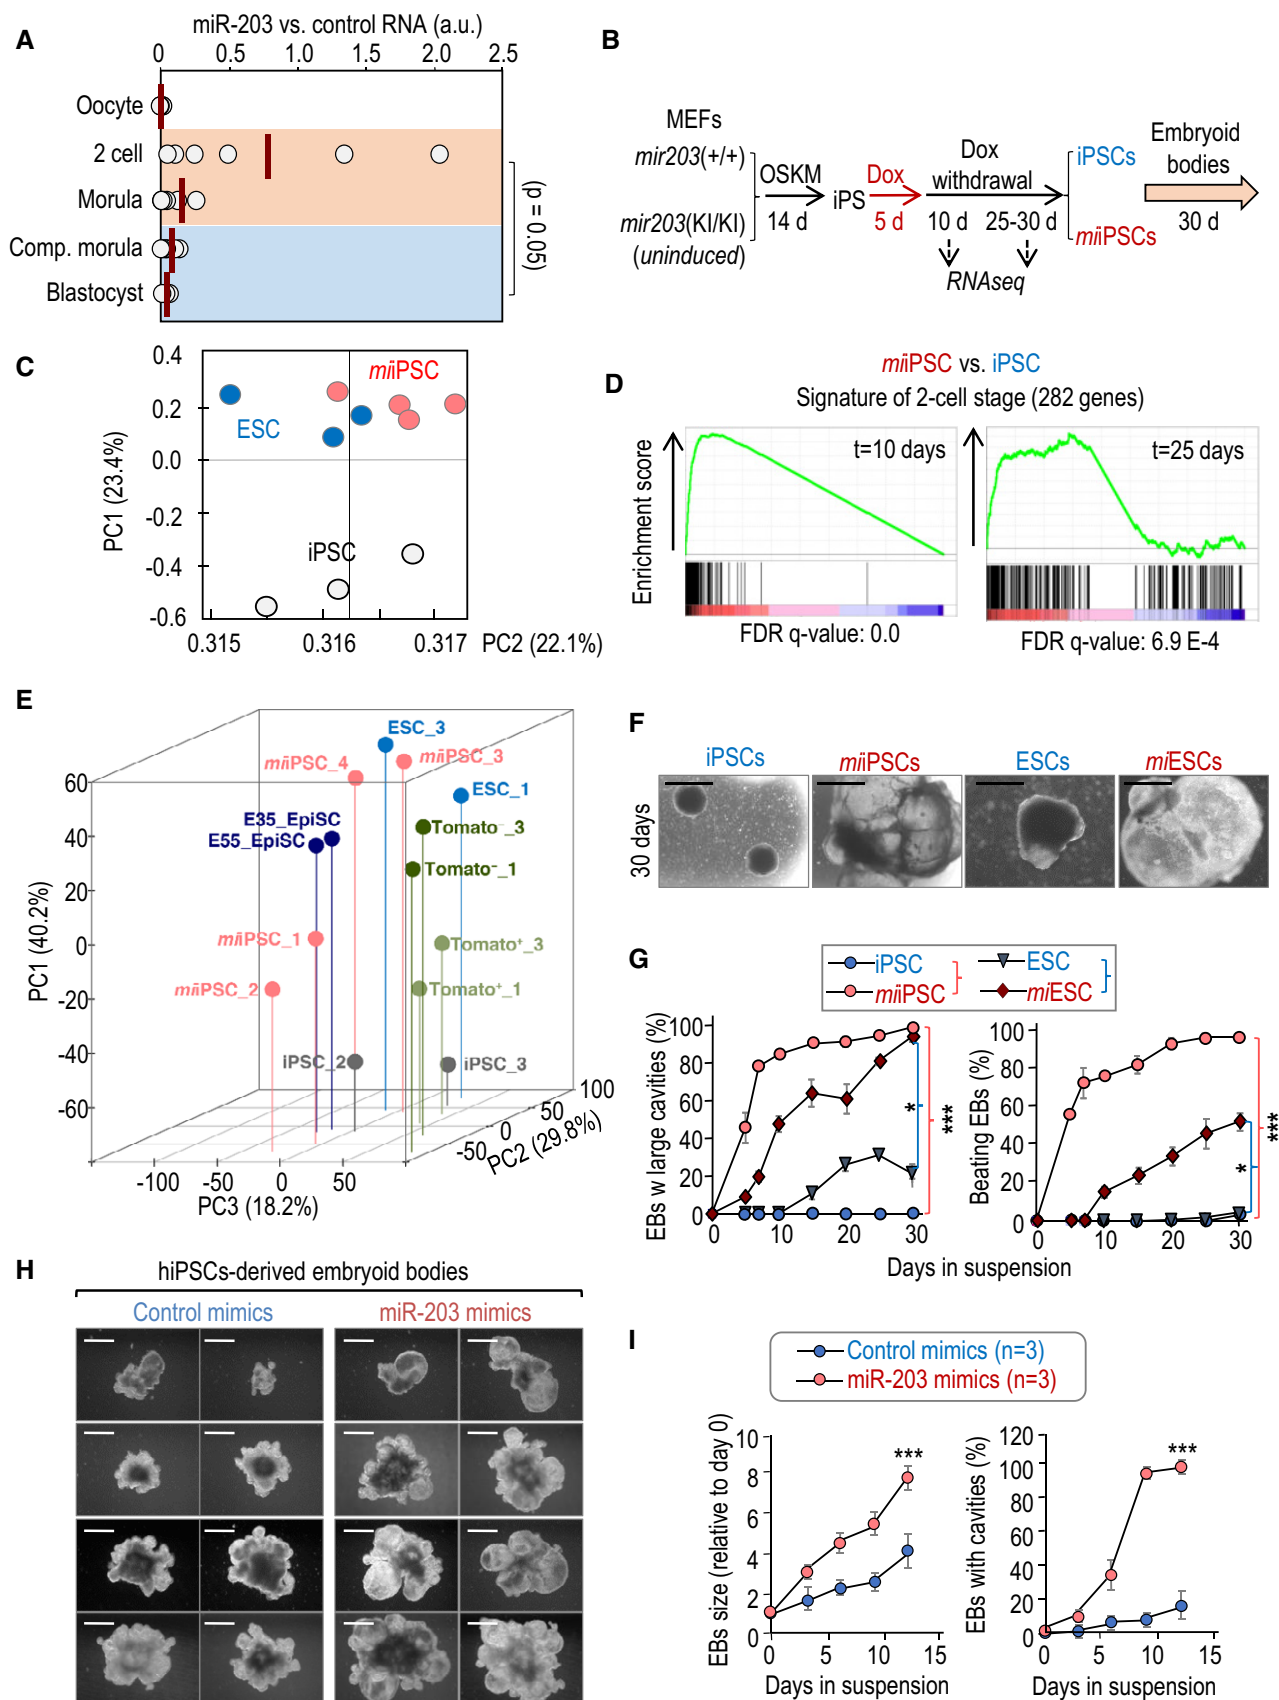 A
miR-203 vs. control RNA (a.u.)
0 0.5 1.0 1.5 2.0 2.5
Oocyte
2 cell
Morula
Comp. morula
Blastocyst
(p = 0.05)
B
MEFs
mir203(+/+)
mir203(KI/KI)
(uninduced)
OSKM
14 d
iPS
Dox
5 d
Dox
withdrawal
10 d 25-30 d
RNAseq
iPSCs
miiPSCs
Embryoid
bodies
30 d
C
PC1 (23.4%)
0.4
0.2
0.0
-0.2
-0.4
-0.6
miiPSC
ESC
iPSC
0.315 0.316 0.317 PC2 (22.1%)
D
miiPSC vs. iPSC
Signature of 2-cell stage (282 genes)
Enrichment score
t=10 days
FDR q-value: 0.0
t=25 days
FDR q-value: 6.9 E-4
E
PC1 (40.2%)
60
40
20
0
-20
-40
-60
ESC_3
miiPSC_4
miiPSC_3
ESC_1
E35_EpiSC
E55_EpiSC
Tomato⁻_3
Tomato⁻_1
miiPSC_1
Tomato⁺_3
miiPSC_2
Tomato⁺_1
iPSC_2
iPSC_3
-100 -50 0 50
PC3 (18.2%)
-50 0 50 100
PC2 (29.8%)
F
iPSCs miiPSCs ESCs miESCs
30 days
G
iPSC
miiPSC
ESC
miESC
EBs w large cavities (%)
100
80
60
40
20
0
0 10 20 30
*
***
Beating EBs (%)
100
80
60
40
20
0
0 10 20 30
*
***
Days in suspension
H
hiPSCs-derived embryoid bodies
Control mimics miR-203 mimics
I
Control mimics (n=3)
miR-203 mimics (n=3)
EBs size (relative to day 0)
10
8
6
4
2
0
0 5 10 15
***
Days in suspension
EBs with cavities (%)
120
100
80
60
40
20
0
0 5 10 15
***
Days in suspension